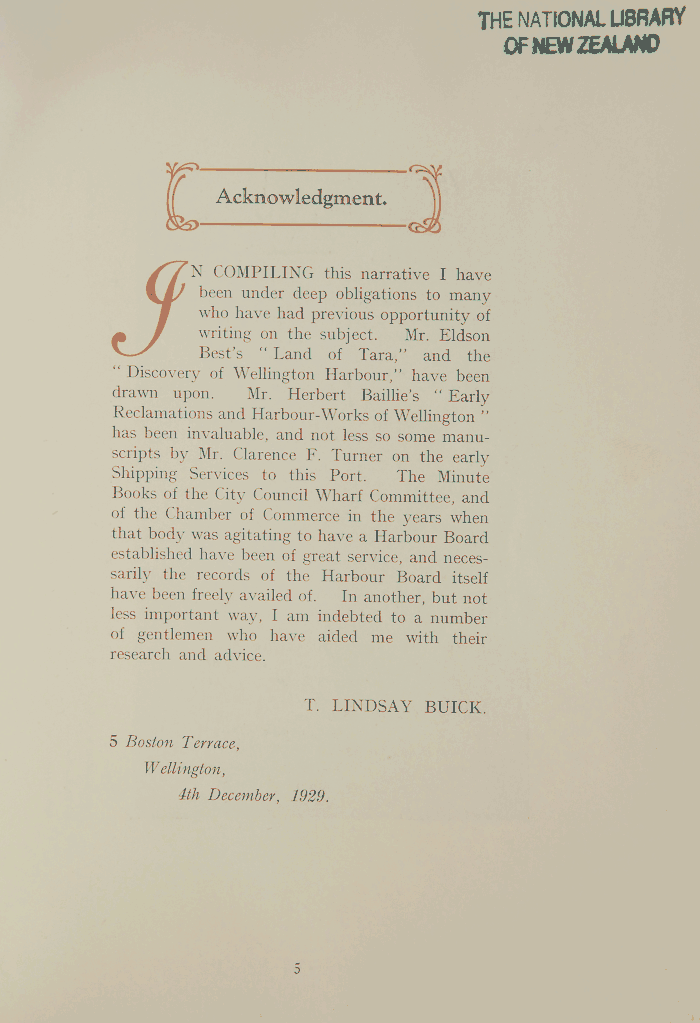 THE NATIONAL LIBRARY
OF NEW ZEALAND
Acknowledgment.
IN COMPILING this narrative I have
been under deep obligations to many
who have had previous opportunity of
writing on the subject. Mr. Eldson
Best's " Land of Tara," and the
" Discovery of Wellington Harbour," have been
drawn upon. Mr. Herbert Baillie's " Early
Reclamations and Harbour-Works of Wellington "
has been invaluable, and not less so some manu-
scripts by Mr. Clarence F. Turner on the early
Shipping Services to this Port. The Minute
Books of the City Council Wharf Committee, and
of the Chamber of Commerce in the years when
that body was agitating to have a Harbour Board
established have been of great service, and neces-
sarily the records of the Harbour Board itself
have been freely availed of. In another, but not
less important way, I am indebted to a number
of gentlemen who have aided me with their
research and advice.
T. LINDSAY BUICK.
5 Boston Terrace,
Wellington,
4th December, 1929.
5